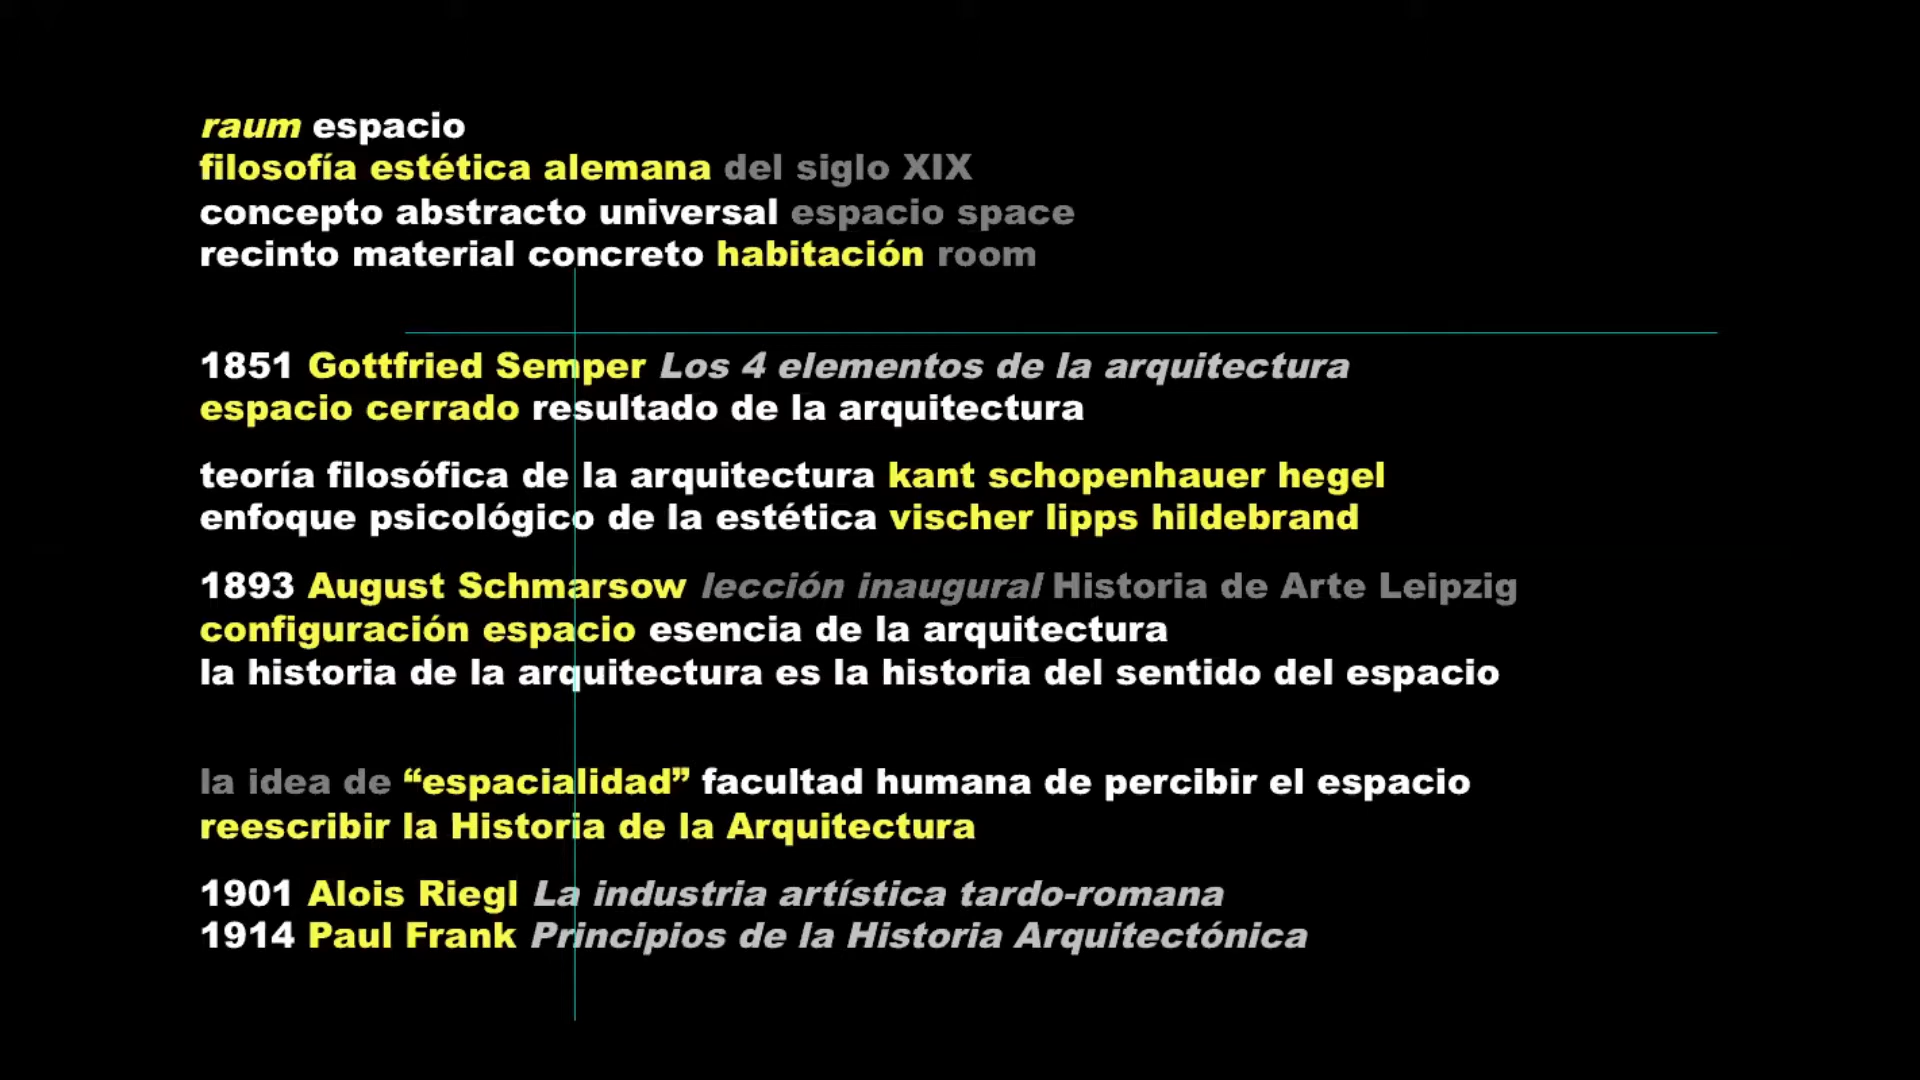 raum espacio
filosofía estética alemana del siglo XIX
concepto abstracto universal espacio space
recinto material concreto habitación room
1851 Gottfried Semper Los 4 elementos de la arquitectura
espacio cerrado resultado de la arquitectura
teoría filosófica de la arquitectura kant schopenhauer hegel
enfoque psicológico de la estética vischer lipps hildebrand
1893 August Schmarsow lección inaugural Historia de Arte Leipzig
configuración espacio esencia de la arquitectura
la historia de la arquitectura es la historia del sentido del espacio
la idea de “espacialidad” facultad humana de percibir el espacio
reescribir la Historia de la Arquitectura
1901 Alois Riegl La industria artística tardo-romana
1914 Paul Frank Principios de la Historia Arquitectónica